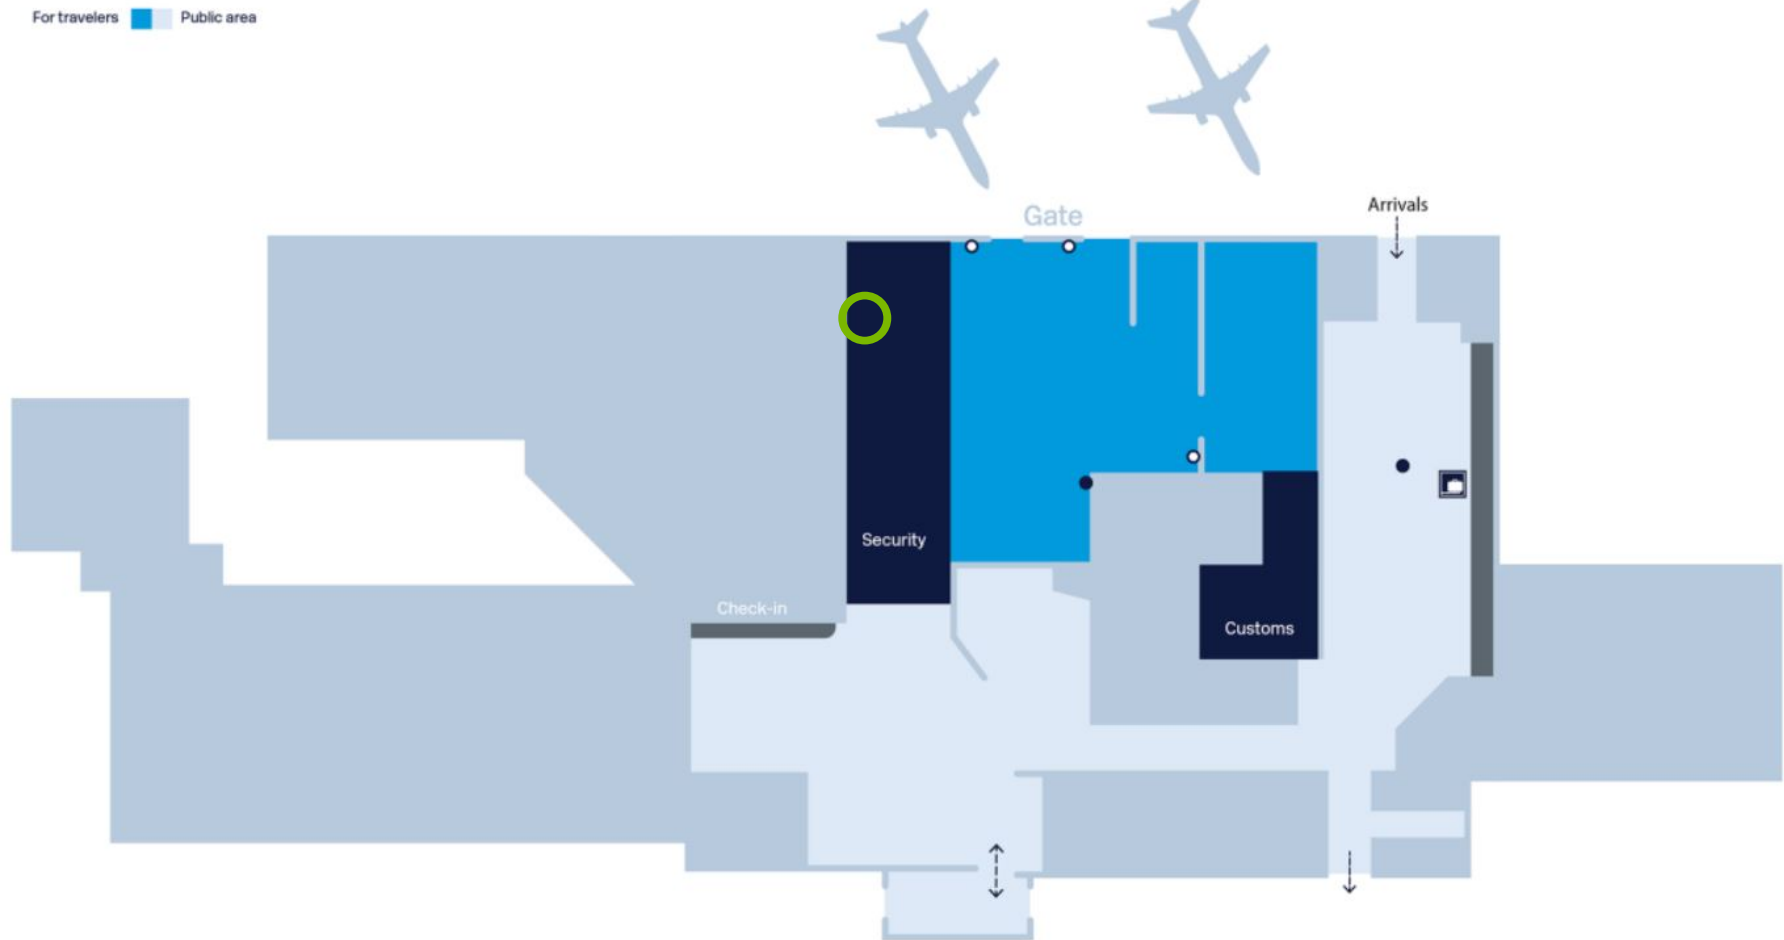 For travelers Public area
Arrivals
Gate
Security
Check-in
Customs